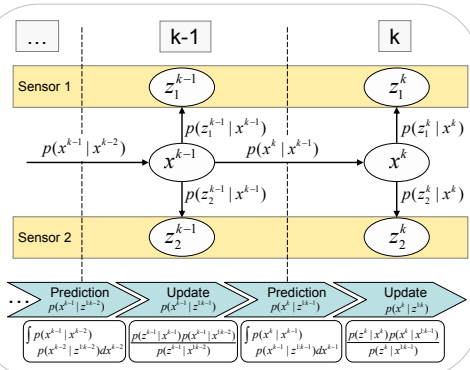 ... k-1 k
Sensor 1 z_1^{k-1} z_1^k
p(z_1^{k-1} | x^{k-1}) p(z_1^k | x^k)
p(x^{k-1} | x^{k-2}) x^{k-1} p(x^k | x^{k-1}) x^k
p(z_2^{k-1} | x^{k-1}) p(z_2^k | x^k)
Sensor 2 z_2^{k-1} z_2^k
... Prediction Update Prediction Update
p(x^{k-1} | z^{1:k-2}) p(x^{k-1} | z^{1:k-1}) p(x^k | z^{1:k-1}) p(x^k | z^{1:k})
∫ p(x^{k-1} | x^{k-2}) p(z^{k-1} | x^{k-1}) p(x^{k-1} | x^{1:k-2}) ∫ p(x^k | x^{k-1}) p(z^k | x^k) p(x^k | x^{1:k-1})
p(x^{k-2} | z^{1:k-2}) dx^{k-2} p(z^{k-1} | x^{1:k-2}) p(x^{k-1} | z^{1:k-1}) dx^{k-1} p(z^k | x^{1:k-1})